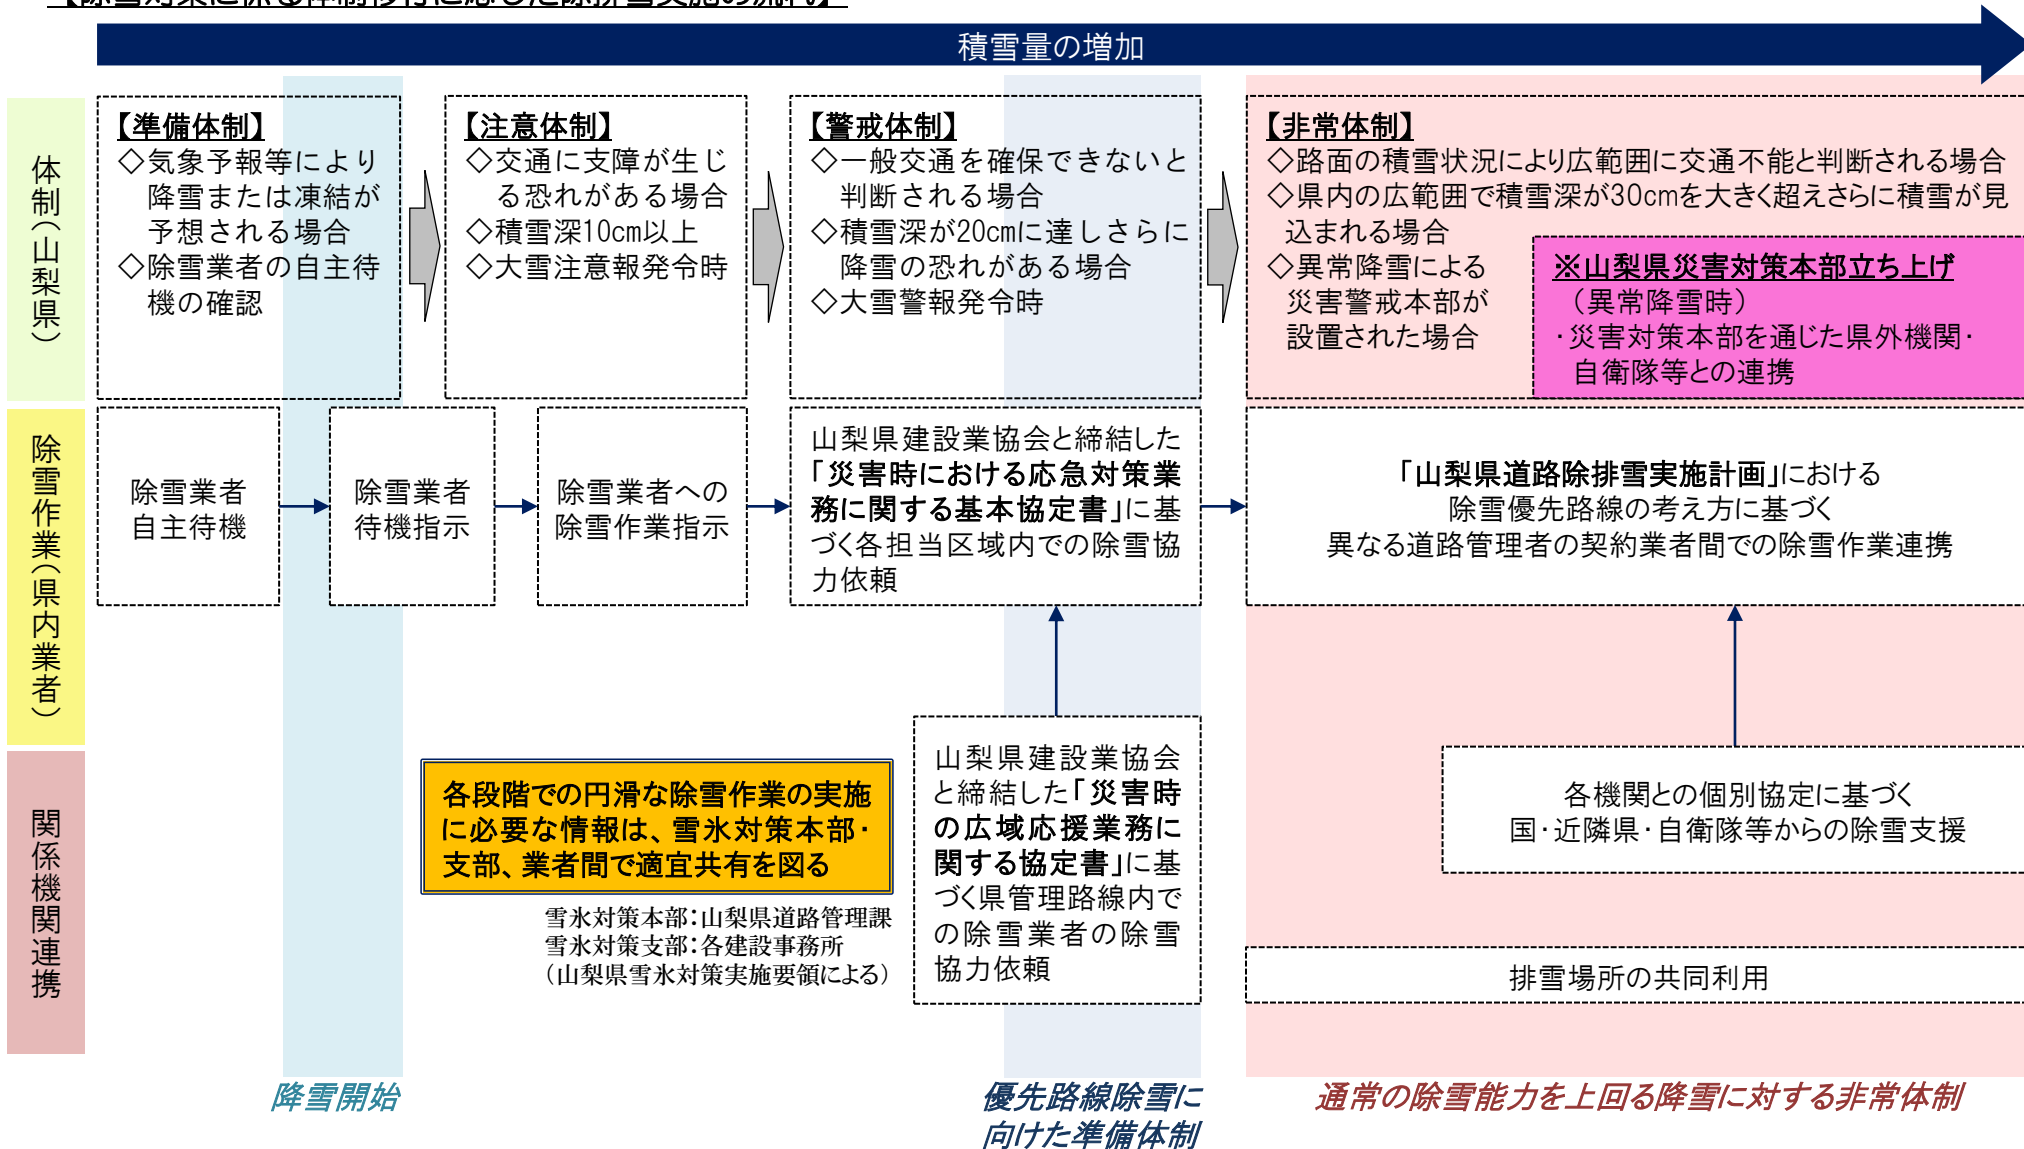 【除雪対策に係る体制移行に応じた除排雪実施の流れ】
積雪量の増加
体制（山梨県）
【準備体制】
◇気象予報等により
降雪または凍結が
予想される場合
◇除雪業者の自主待
機の確認
【注意体制】
◇交通に支障が生じ
る恐れがある場合
◇積雪深10cm以上
◇大雪注意報発令時
【警戒体制】
◇一般交通を確保できないと
判断される場合
◇積雪深が20cmに達しさらに
降雪の恐れがある場合
◇大雪警報発令時
【非常体制】
◇路面の積雪状況により広範囲に交通不能と判断される場合
◇県内の広範囲で積雪深が30cmを大きく超えさらに積雪が見
込まれる場合
◇異常降雪による
災害警戒本部が
設置された場合
※山梨県災害対策本部立ち上げ
（異常降雪時）
・災害対策本部を通じた県外機関・
自衛隊等との連携
除雪作業（県内業者）
除雪業者
自主待機
除雪業者
待機指示
除雪業者への
除雪作業指示
山梨県建設業協会と締結した
「災害時における応急対策業
務に関する基本協定書」に基
づく各担当区域内での除雪協
力依頼
「山梨県道路除排雪実施計画」における
除雪優先路線の考え方に基づく
異なる道路管理者の契約業者間での除雪作業連携
関係機関連携
各段階での円滑な除雪作業の実施
に必要な情報は、雪氷対策本部・
支部、業者間で適宜共有を図る
雪氷対策本部：山梨県道路管理課
雪氷対策支部：各建設事務所
（山梨県雪氷対策実施要領による）
山梨県建設業協会
と締結した「災害時
の広域応援業務に
関する協定書」に基
づく県管理路線内で
の除雪業者の除雪
協力依頼
各機関との個別協定に基づく
国・近隣県・自衛隊等からの除雪支援
排雪場所の共同利用
降雪開始
優先路線除雪に
向けた準備体制
通常の除雪能力を上回る降雪に対する非常体制